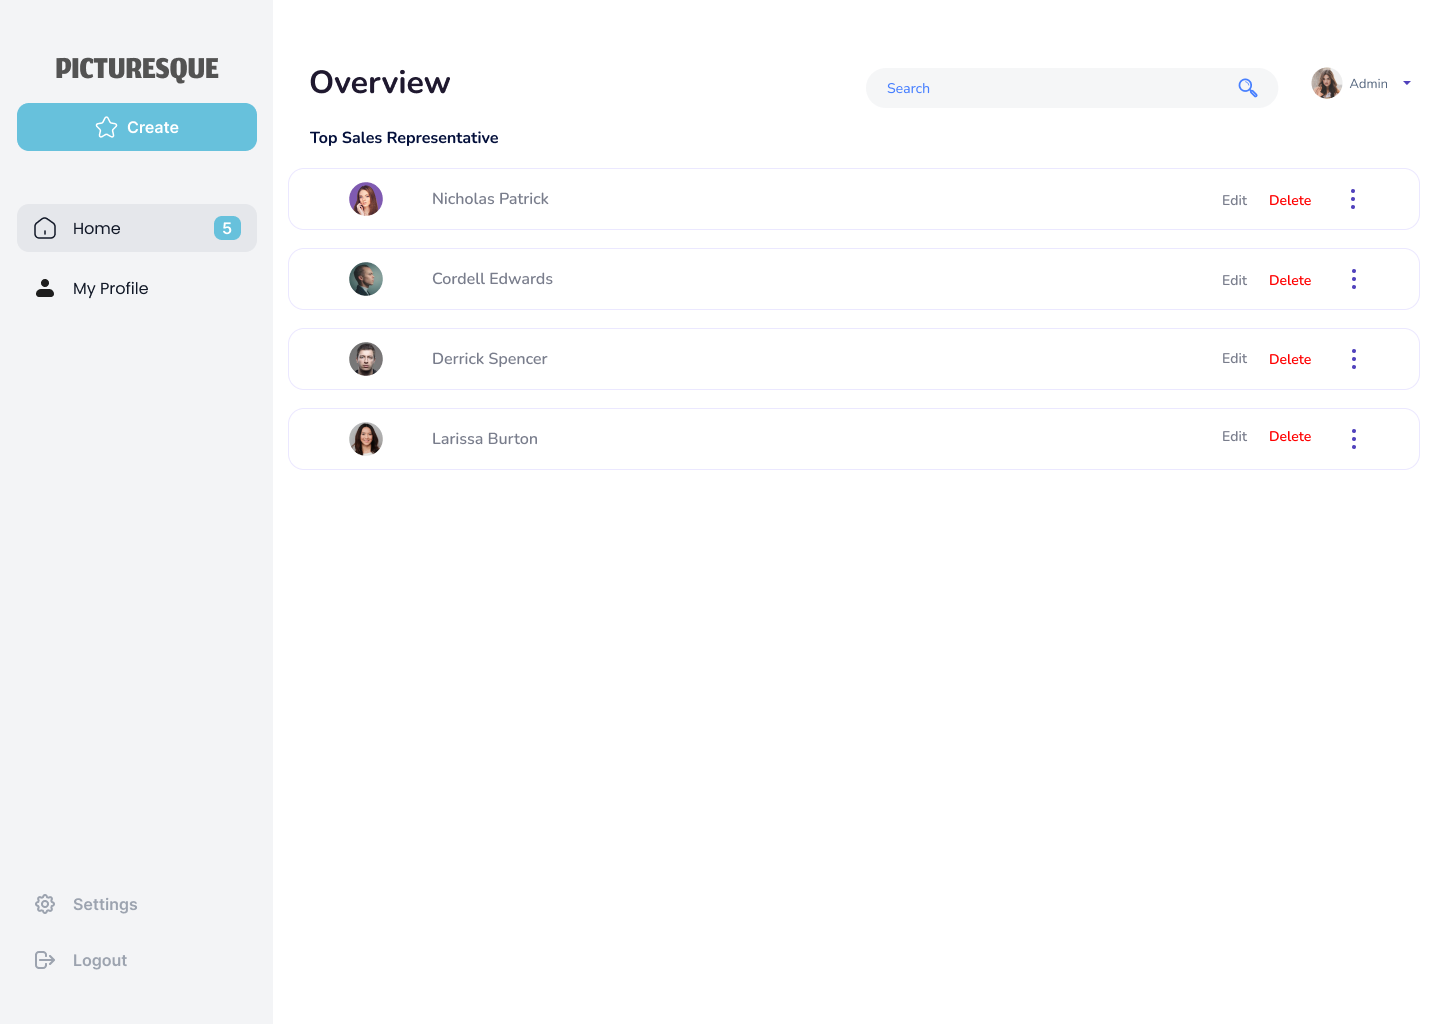 PICTURESQUE
Create
Home 5
My Profile
Settings
Logout
Overview
Search
Admin
Top Sales Representative
Nicholas Patrick Edit Delete
Cordell Edwards Edit Delete
Derrick Spencer Edit Delete
Larissa Burton Edit Delete